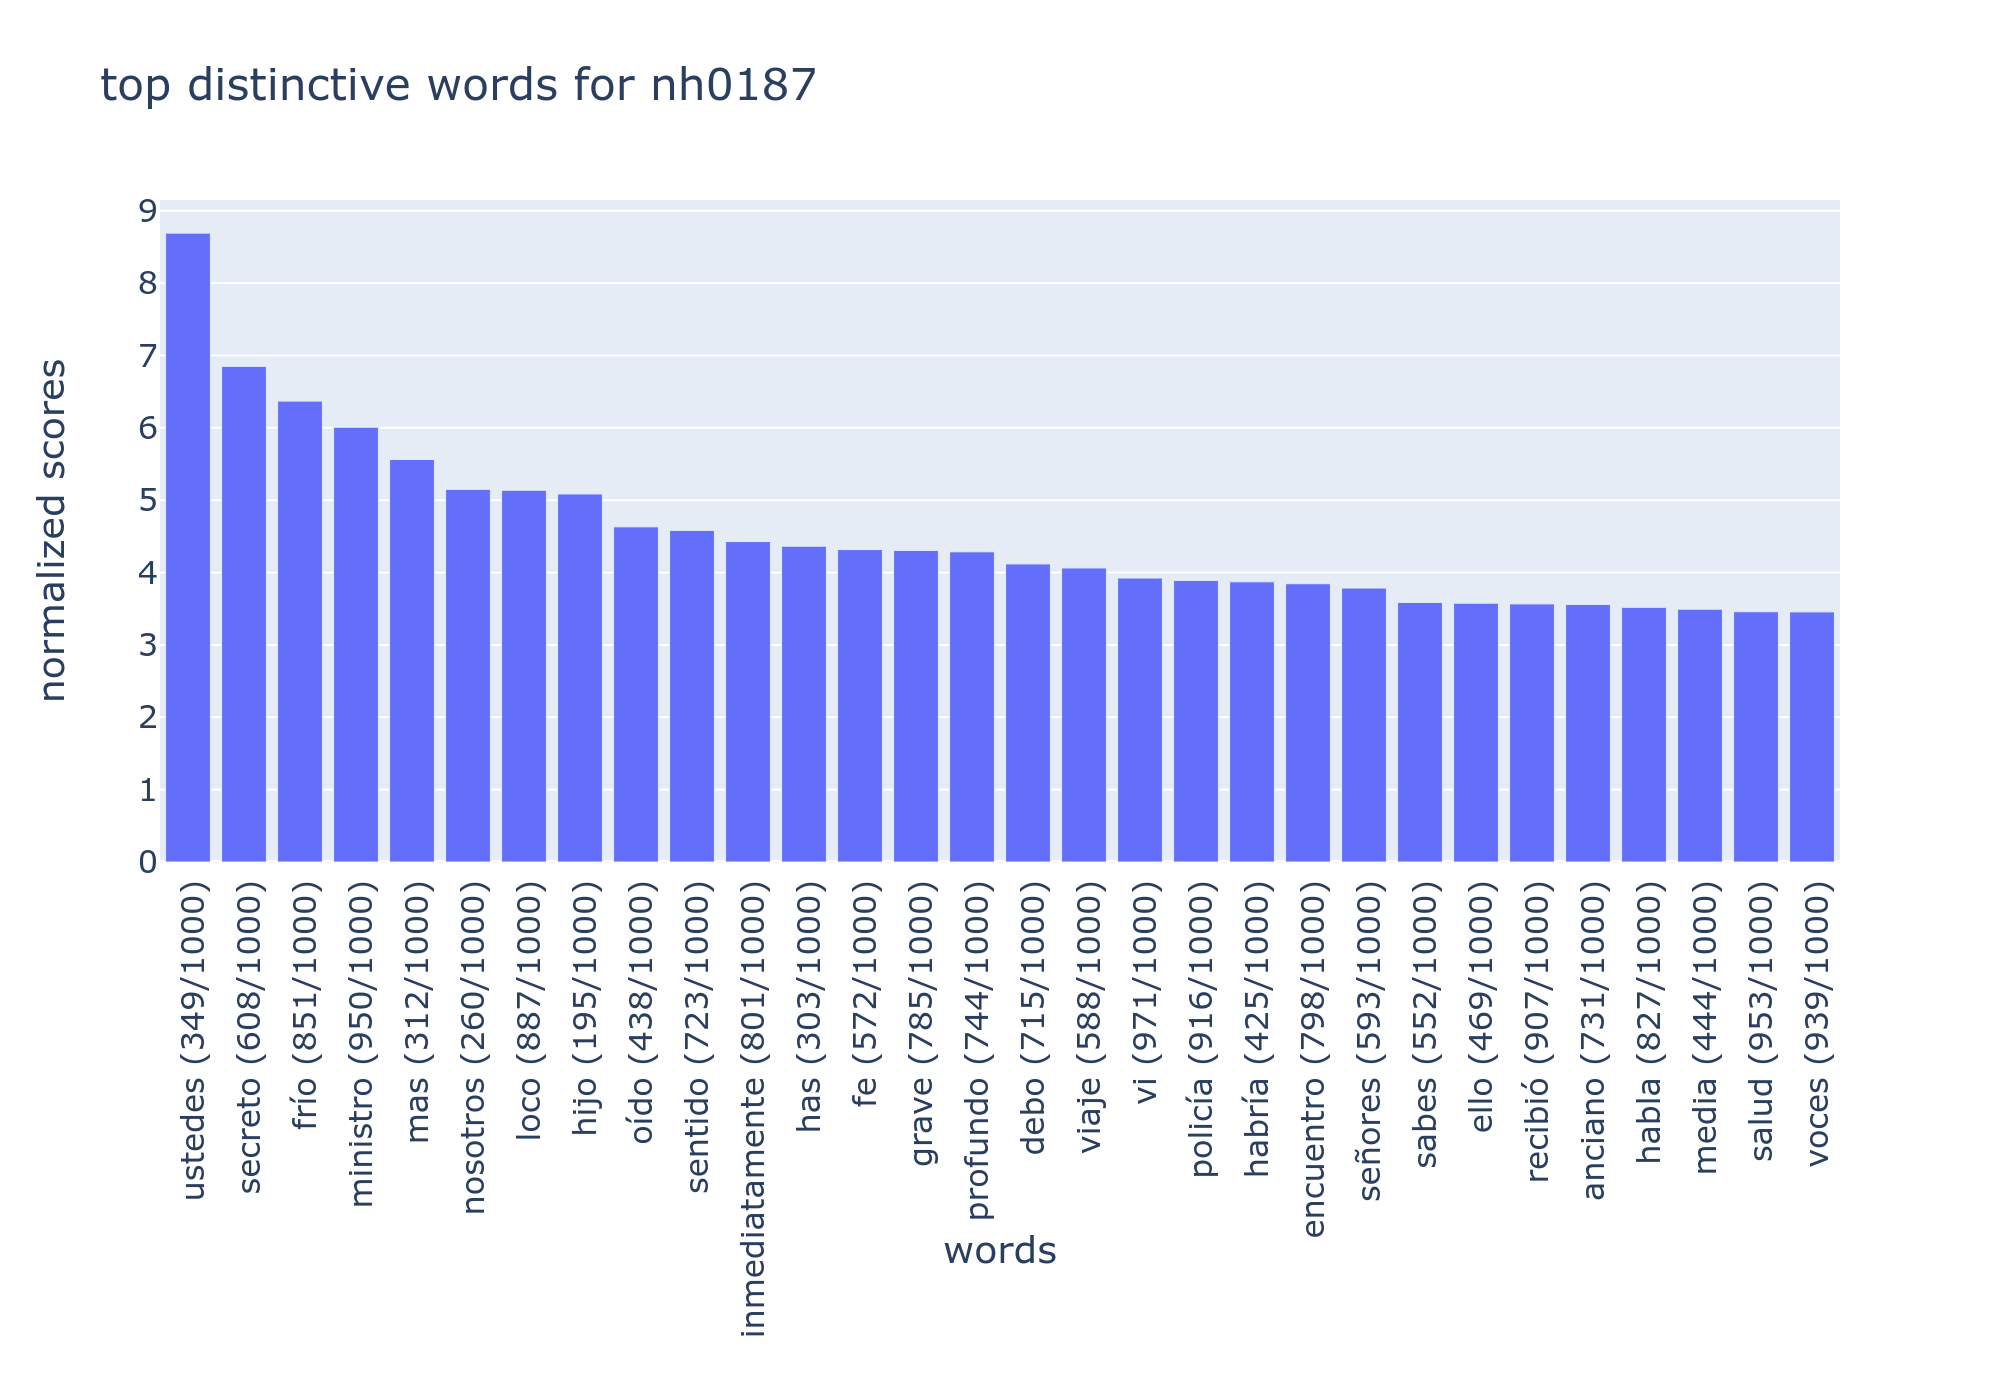 top distinctive words for nh0187
normalized scores
9
8
7
6
5
4
3
2
1
0
ustedes (349/1000)
secreto (608/1000)
frío (851/1000)
ministro (950/1000)
mas (312/1000)
nosotros (260/1000)
loco (887/1000)
hijo (195/1000)
oído (438/1000)
sentido (723/1000)
inmediatamente (801/1000)
has (303/1000)
fe (572/1000)
grave (785/1000)
profundo (744/1000)
debo (715/1000)
viaje (588/1000)
vi (971/1000)
policía (916/1000)
habría (425/1000)
encuentro (798/1000)
señores (593/1000)
sabes (552/1000)
ello (469/1000)
recibió (907/1000)
anciano (731/1000)
habla (827/1000)
media (444/1000)
salud (953/1000)
voces (939/1000)
words